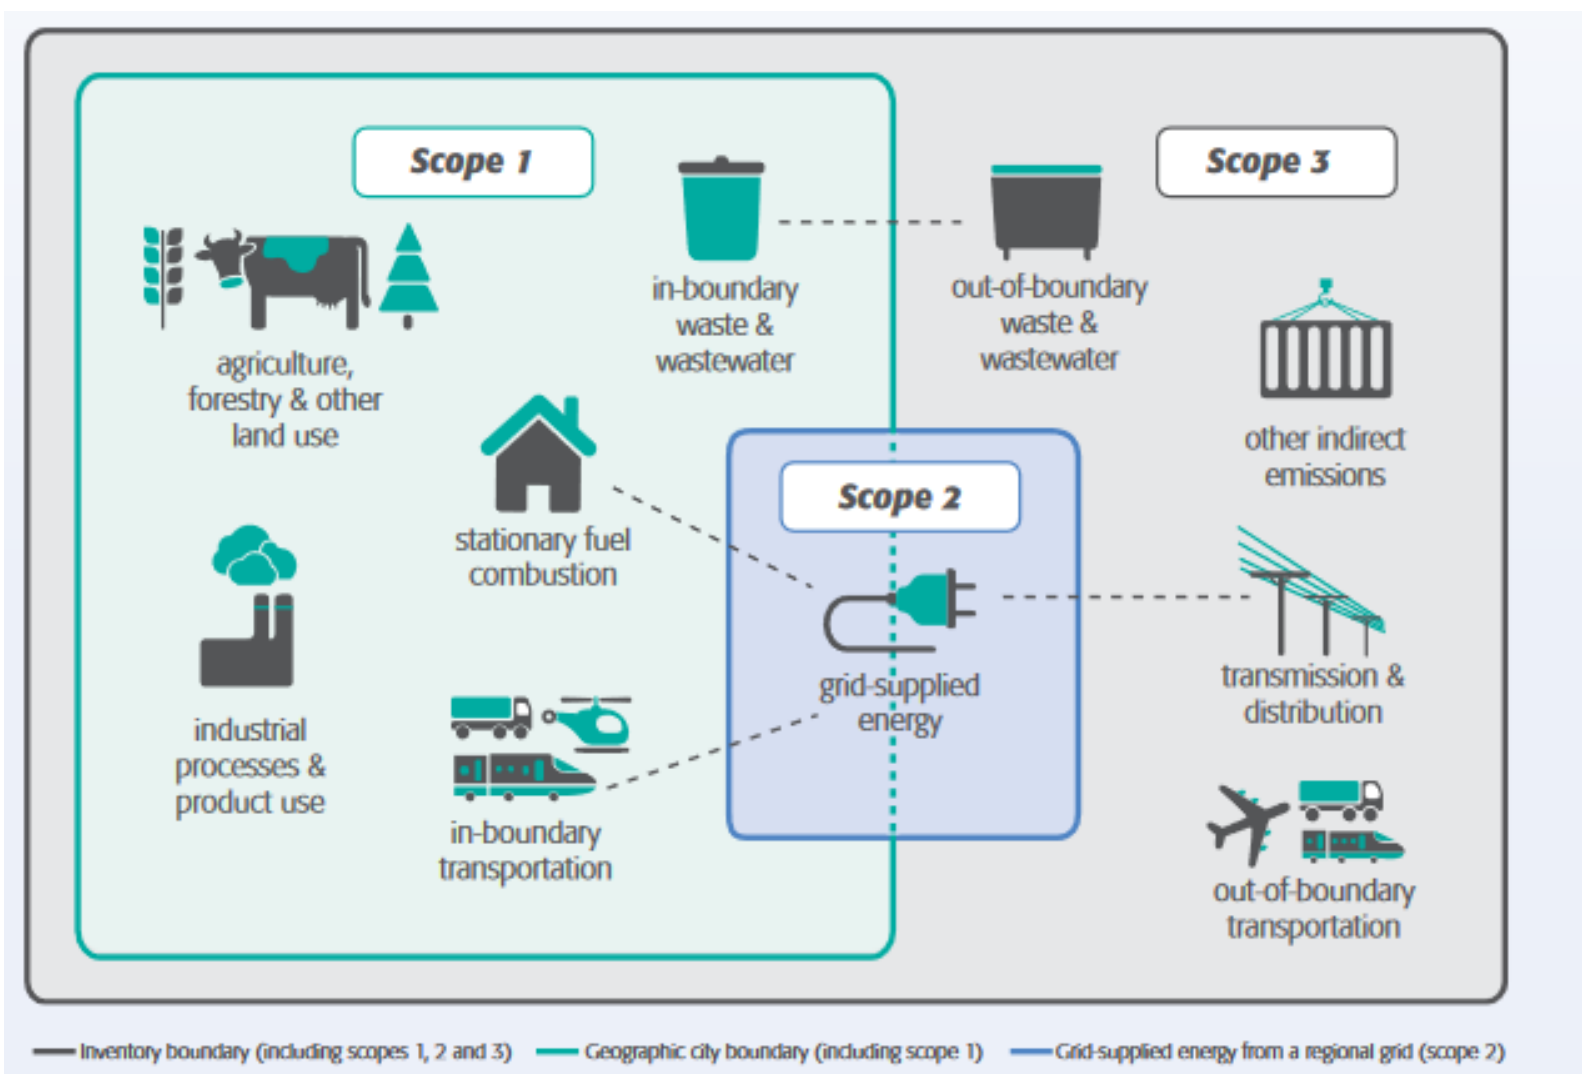 Scope 1
Scope 3
in-boundary
waste &
wastewater
out-of-boundary
waste &
wastewater
agriculture,
forestry & other
land use
other indirect
emissions
Scope 2
stationary fuel
combustion
grid-supplied
energy
transmission &
distribution
industrial
processes &
product use
in-boundary
transportation
out-of-boundary
transportation
Inventory boundary (including scopes 1, 2 and 3)
Geographic city boundary (including scope 1)
Grid-supplied energy from a regional grid (scope 2)